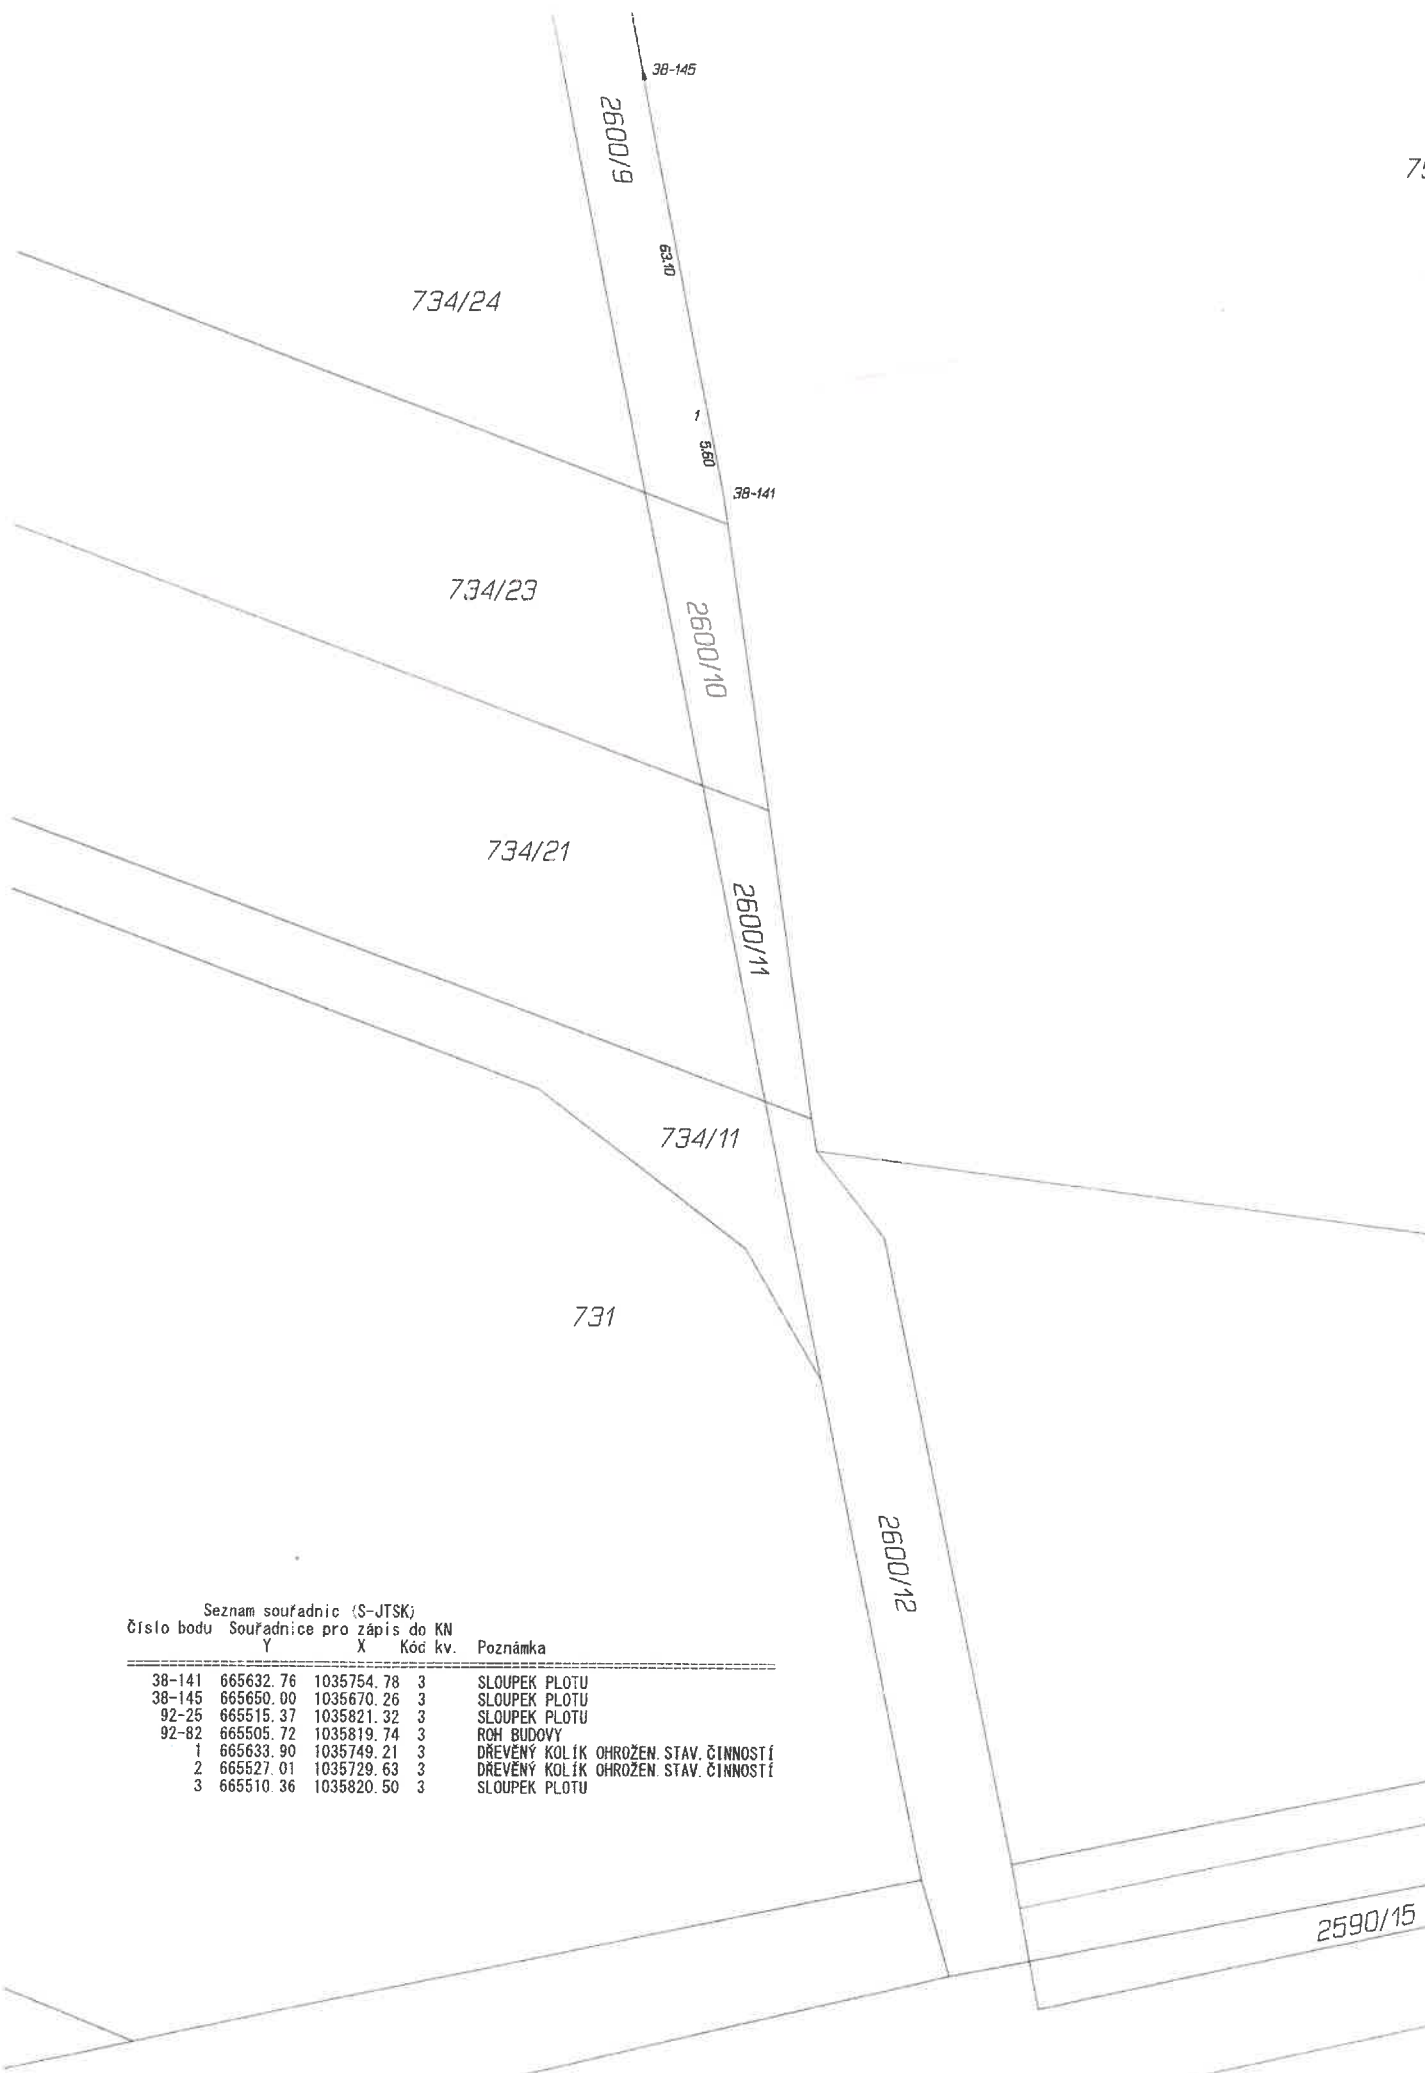 38-145
2600/9
63.10
734/24
1
5.60
38-141
734/23
2600/10
734/21
2600/11
734/11
731
2600/12
Seznam souřadnic (S-JTSK)
Číslo bodu Souřadnice pro zápis do KN
Y X Kód kv. Poznámka
38-141 665632.76 1035754.78 3 SLOUPEK PLOTU
38-145 665650.00 1035670.26 3 SLOUPEK PLOTU
92-25 665515.37 1035821.32 3 SLOUPEK PLOTU
92-82 665505.72 1035819.74 3 ROH BUDOVY
1 665633.90 1035749.21 3 DŘEVĚNÝ KOLÍK OHROŽEN.STAV.ČINNOSTÍ
2 665527.01 1035729.63 3 DŘEVĚNÝ KOLÍK OHROŽEN.STAV.ČINNOSTÍ
3 665510.36 1035820.50 3 SLOUPEK PLOTU
2590/15